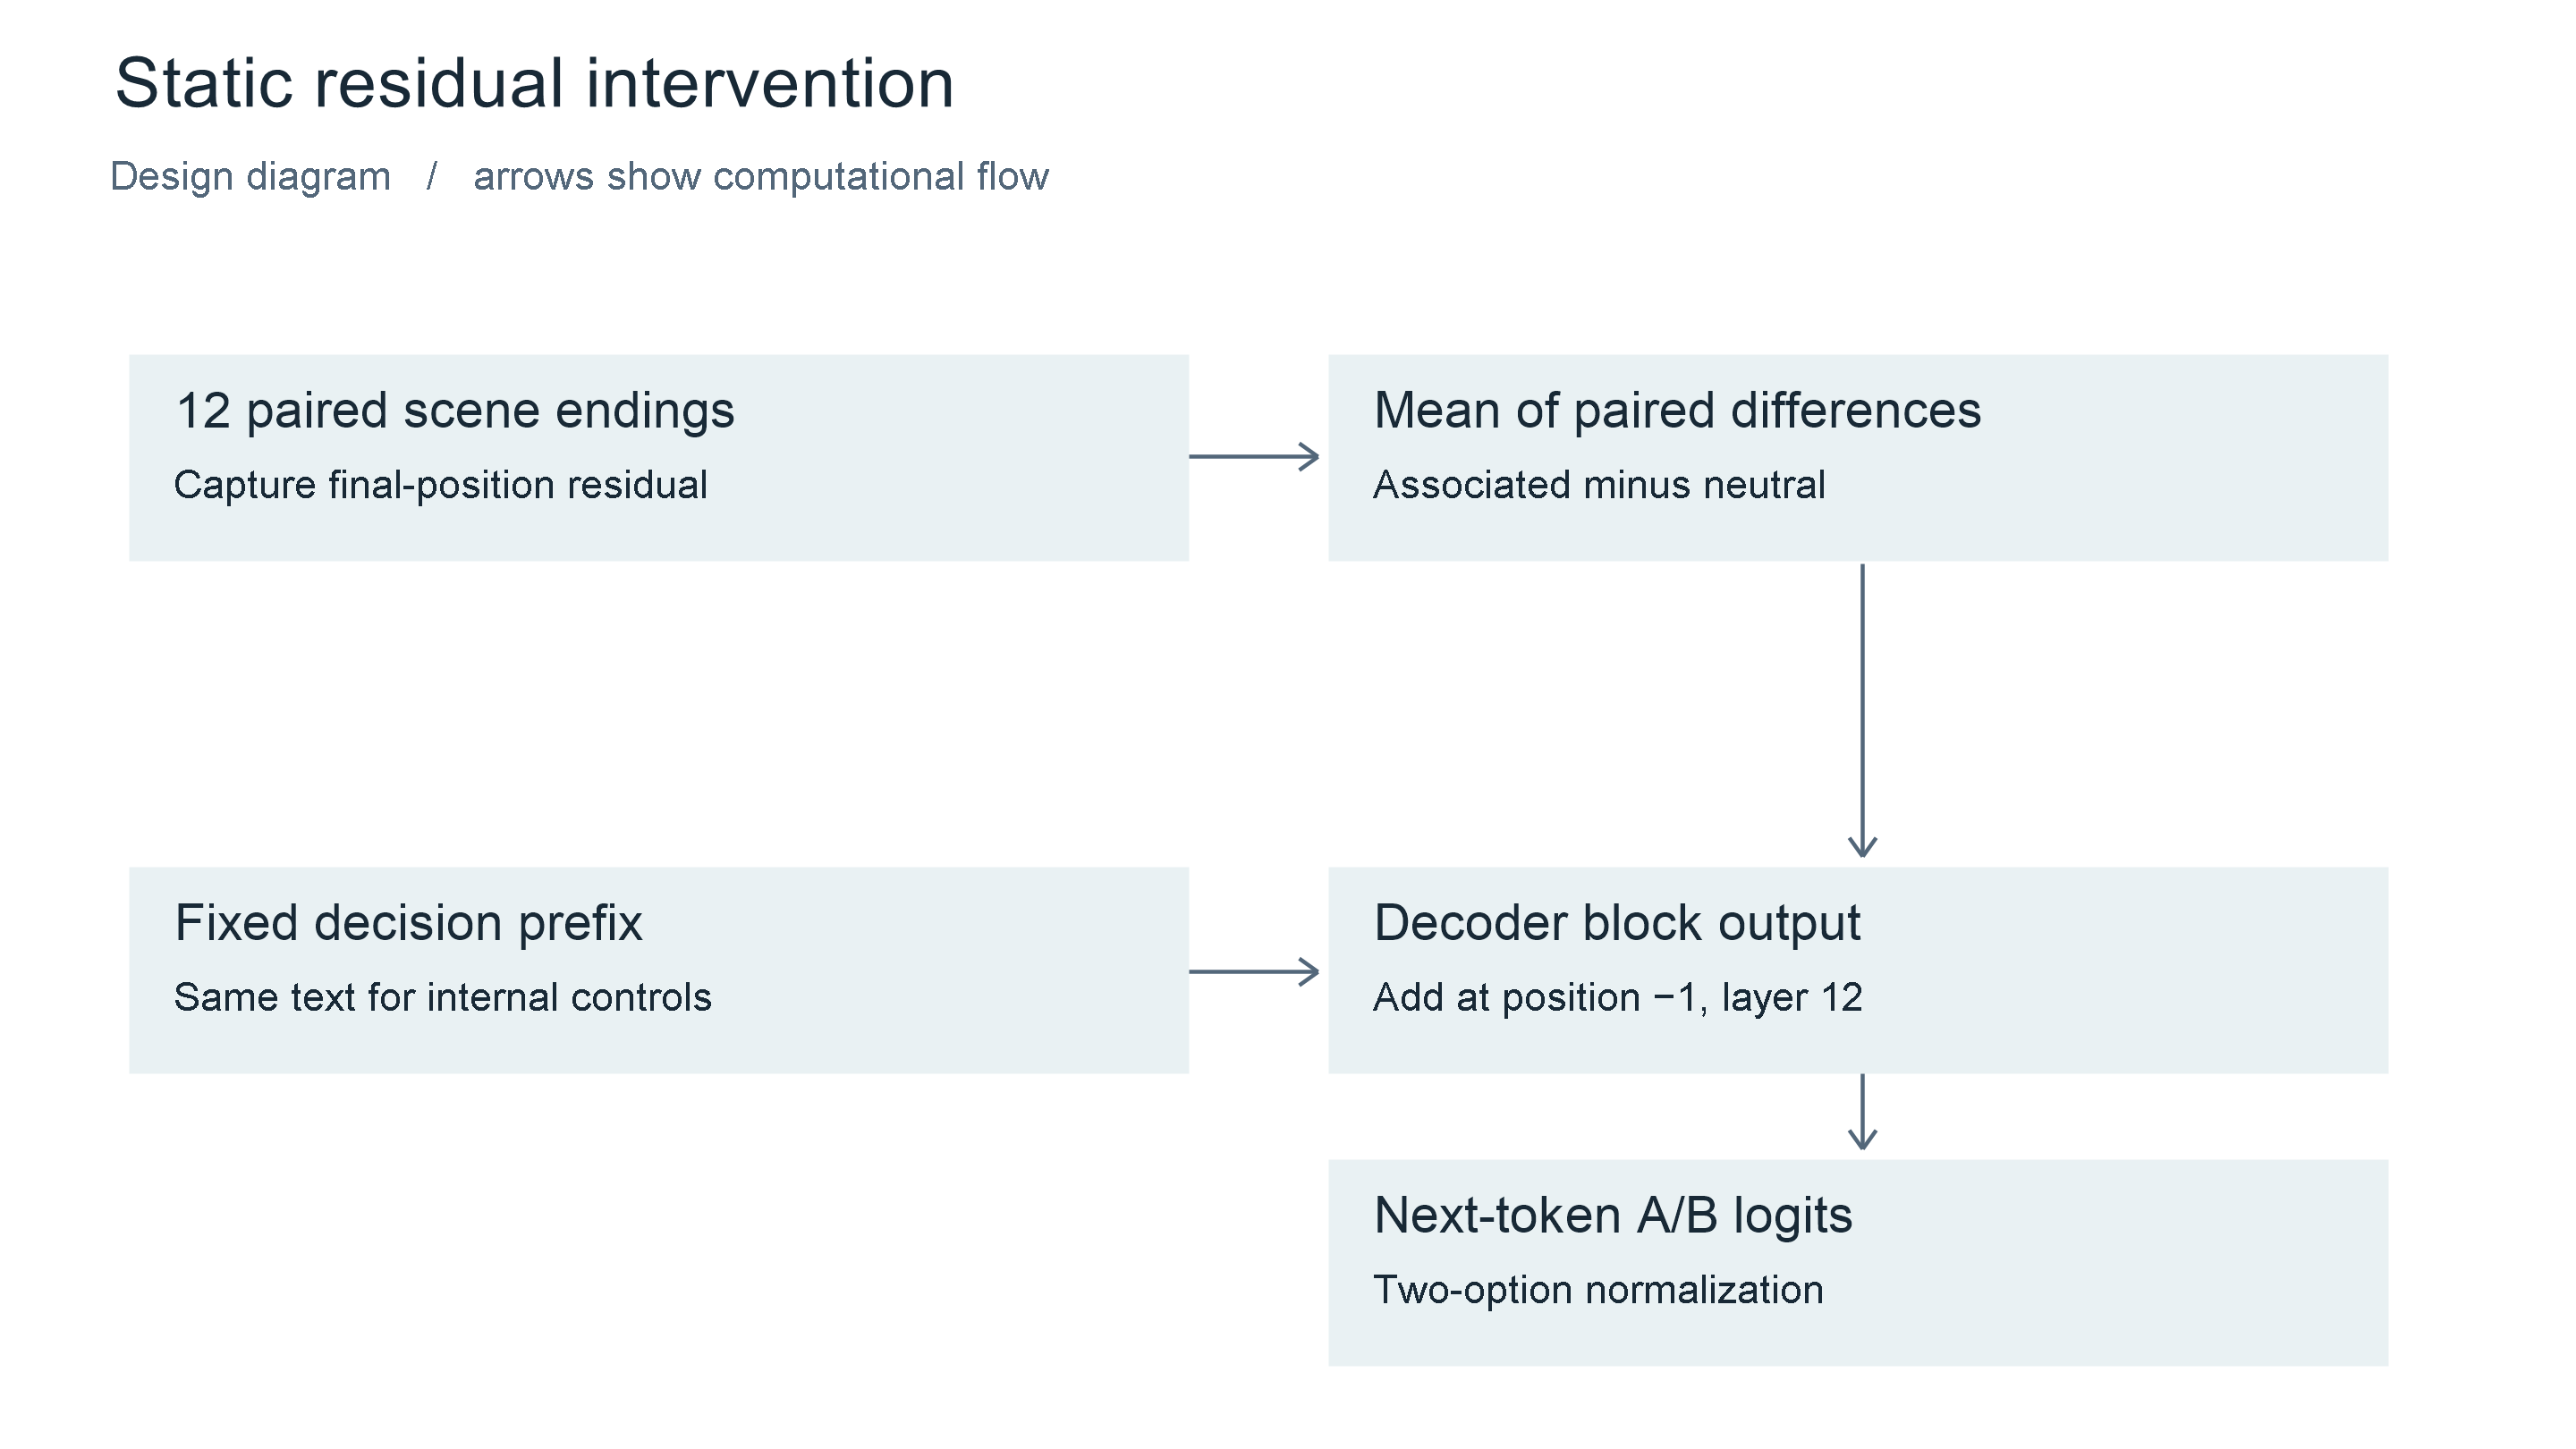 Static residual intervention
Design diagram / arrows show computational flow
12 paired scene endings
Capture final-position residual
Mean of paired differences
Associated minus neutral
Fixed decision prefix
Same text for internal controls
Decoder block output
Add at position −1, layer 12
Next-token A/B logits
Two-option normalization